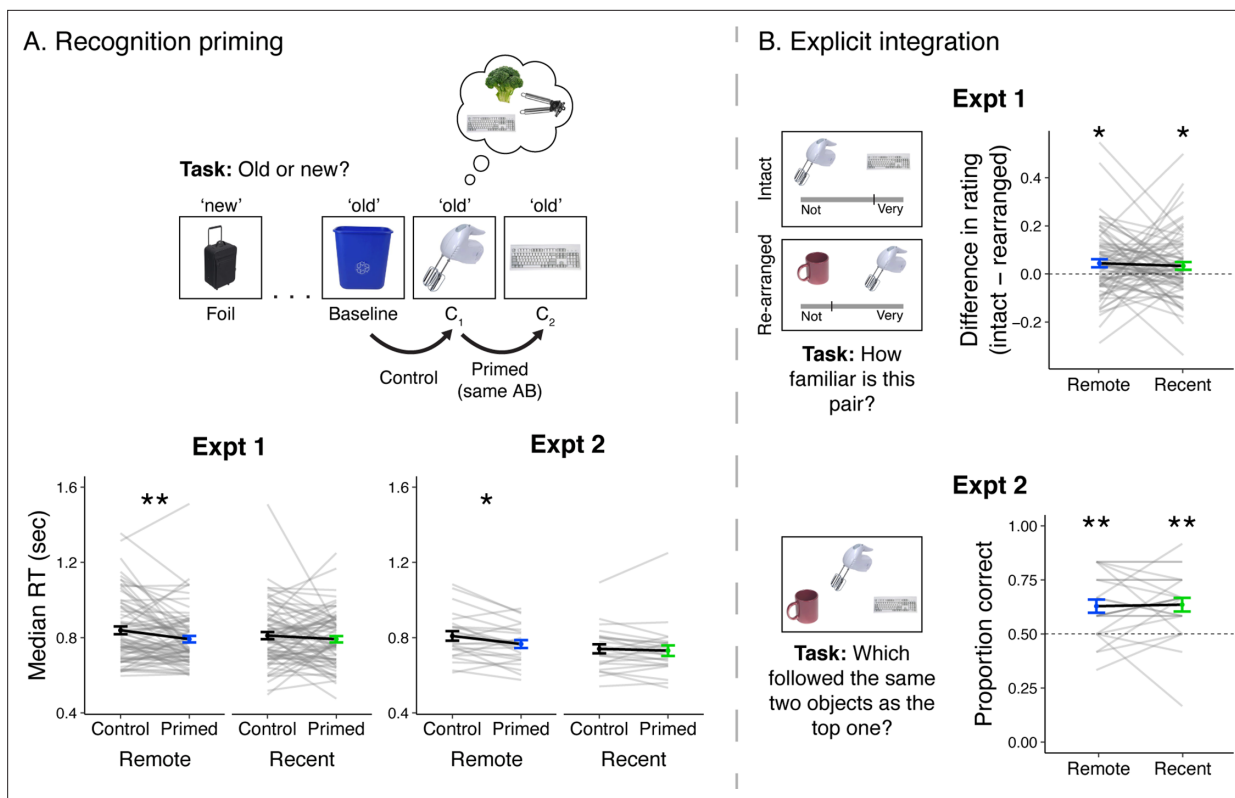 A. Recognition priming
Task: Old or new?
'new'
'old'
'old'
'old'
. . .
Foil
Baseline
C1
C2
Control
Primed
(same AB)
Expt 1
Expt 2
Median RT (sec)
1.6
1.2
0.8
0.4
**
Control Primed
Remote
Control Primed
Recent
1.6
1.2
0.8
0.4
*
Control Primed
Remote
Control Primed
Recent
B. Explicit integration
Expt 1
Intact
Not
Very
Re-arranged
Not
Very
Task: How
familiar is this
pair?
Difference in rating
(intact – rearranged)
0.4
0.2
0.0
−0.2
*
*
Remote
Recent
Expt 2
Task: Which
followed the same
two objects as the
top one?
Proportion correct
1.00
0.75
0.50
0.25
0.00
**
**
Remote
Recent